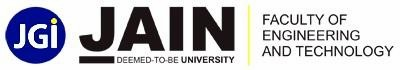 JGi
JAIN
DEEMED-TO-BE UNIVERSITY
FACULTY OF
ENGINEERING
AND TECHNOLOGY